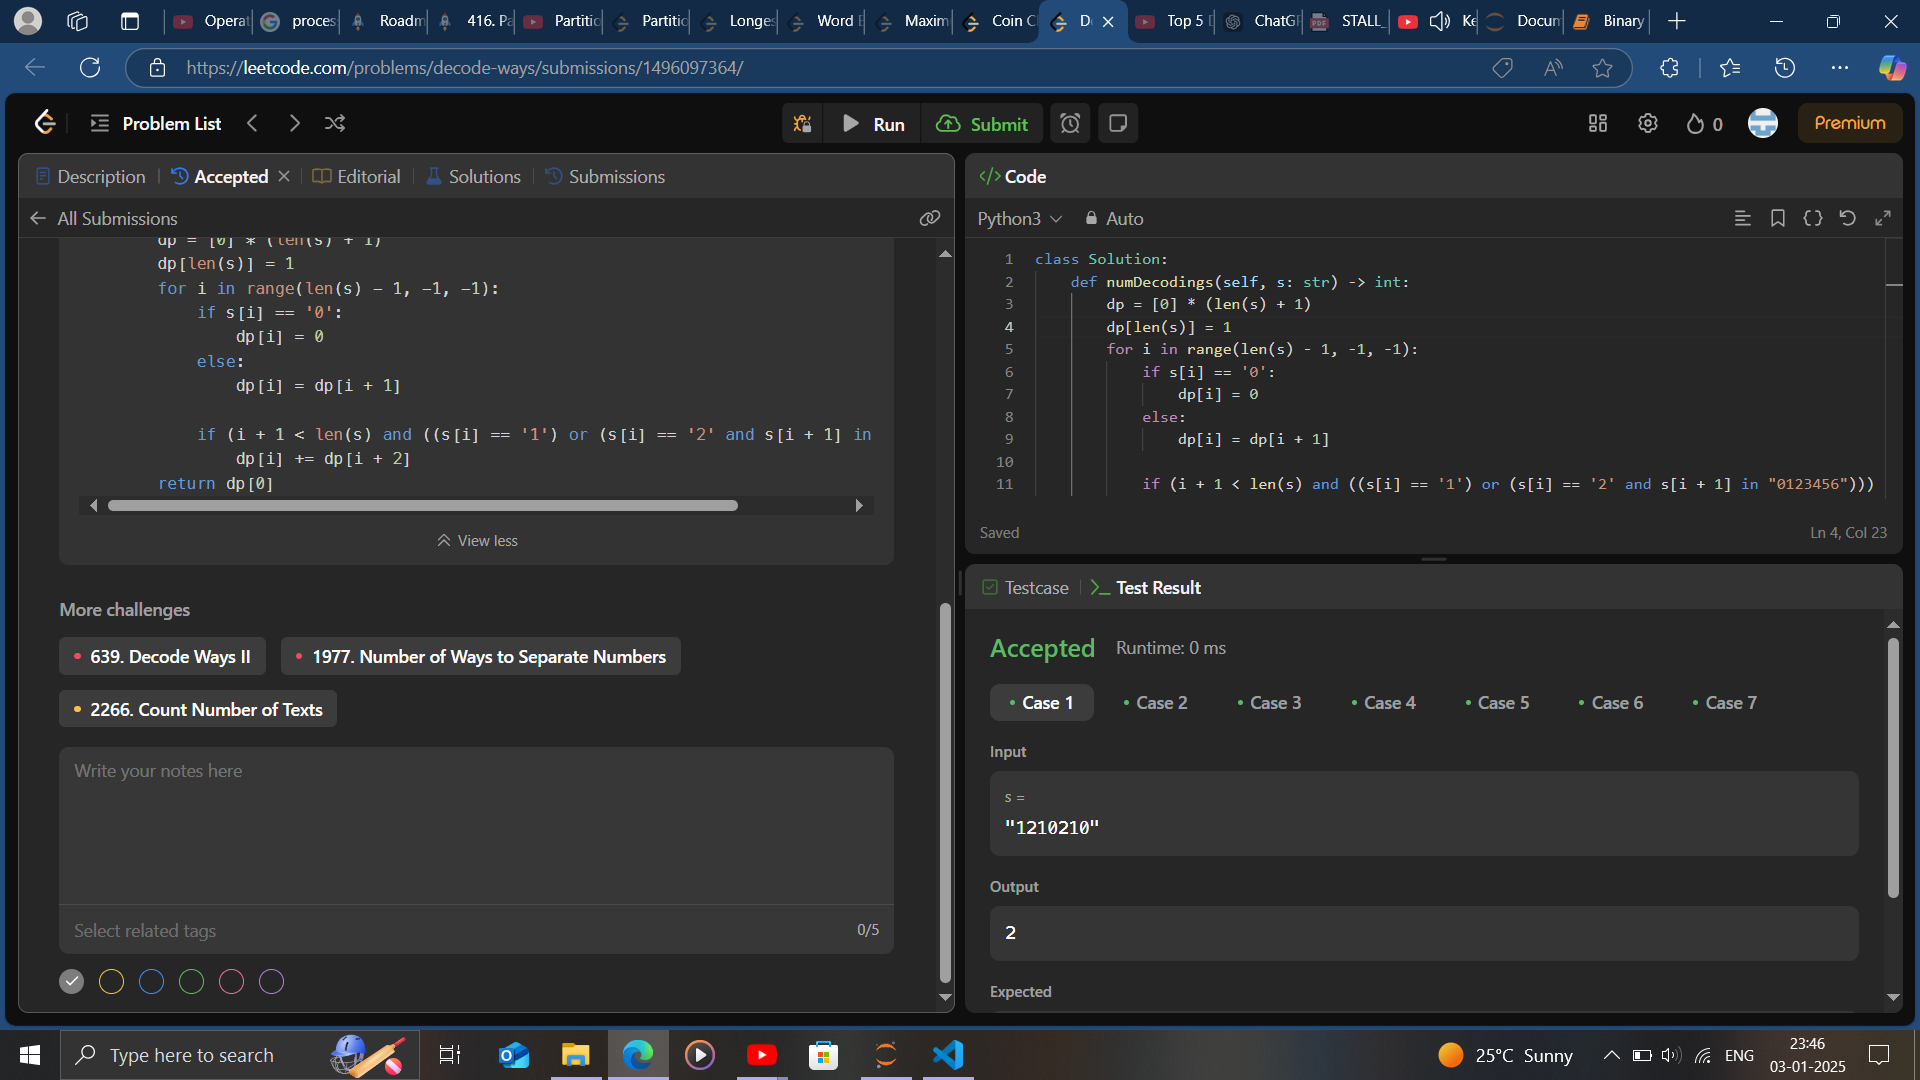 Operat
proces
Roadm
416. Pa
Partitio
Partitio
Longes
Word B
Maxim
Coin C
D
Top 5 D
ChatGP
STALL_
Ke
Docum
Binary
https://leetcode.com/problems/decode-ways/submissions/1496097364/
Problem List
Run
Submit
0
Premium
Description
Accepted
Editorial
Solutions
Submissions
All Submissions
dp = [0] * (len(s) + 1)
dp[len(s)] = 1
for i in range(len(s) - 1, -1, -1):
if s[i] == '0':
dp[i] = 0
else:
dp[i] = dp[i + 1]
if (i + 1 < len(s) and ((s[i] == '1') or (s[i] == '2' and s[i + 1] in
dp[i] += dp[i + 2]
return dp[0]
View less
More challenges
639. Decode Ways II
1977. Number of Ways to Separate Numbers
2266. Count Number of Texts
Write your notes here
Select related tags
0/5
</> Code
Python3
Auto
1 class Solution:
2 def numDecodings(self, s: str) -> int:
3 dp = [0] * (len(s) + 1)
4 dp[len(s)] = 1
5 for i in range(len(s) - 1, -1, -1):
6 if s[i] == '0':
7 dp[i] = 0
8 else:
9 dp[i] = dp[i + 1]
10
11 if (i + 1 < len(s) and ((s[i] == '1') or (s[i] == '2' and s[i + 1] in "0123456")))
Saved
Ln 4, Col 23
Testcase
Test Result
Accepted
Runtime: 0 ms
Case 1
Case 2
Case 3
Case 4
Case 5
Case 6
Case 7
Input
s =
"1210210"
Output
2
Expected
Type here to search
25°C Sunny
ENG
23:46
03-01-2025